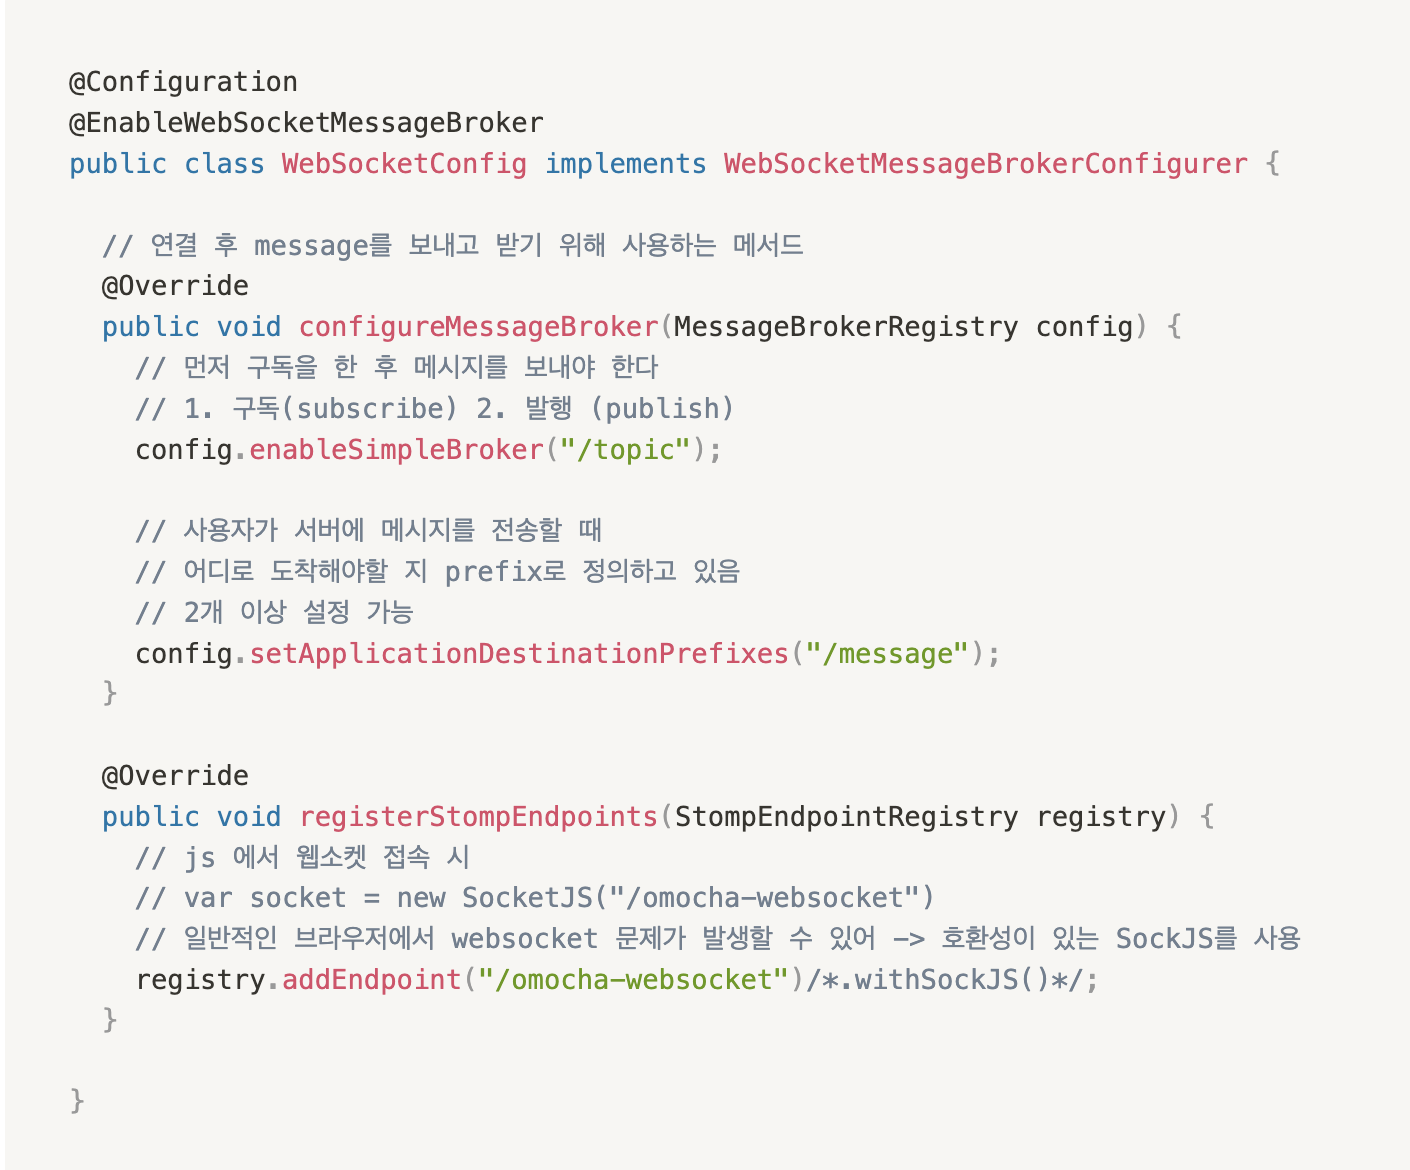 @Configuration
@EnableWebSocketMessageBroker
public class WebSocketConfig implements WebSocketMessageBrokerConfigurer {
// 연결 후 message를 보내고 받기 위해 사용하는 메서드
@Override
public void configureMessageBroker(MessageBrokerRegistry config) {
// 먼저 구독을 한 후 메시지를 보내야 한다
// 1. 구독(subscribe) 2. 발행 (publish)
config.enableSimpleBroker("/topic");
// 사용자가 서버에 메시지를 전송할 때
// 어디로 도착해야할 지 prefix로 정의하고 있음
// 2개 이상 설정 가능
config.setApplicationDestinationPrefixes("/message");
}
@Override
public void registerStompEndpoints(StompEndpointRegistry registry) {
// js 에서 웹소켓 접속 시
// var socket = new SocketJS("/omocha-websocket")
// 일반적인 브라우저에서 websocket 문제가 발생할 수 있어 -> 호환성이 있는 SockJS를 사용
registry.addEndpoint("/omocha-websocket")/*.withSockJS()*/;
}
}